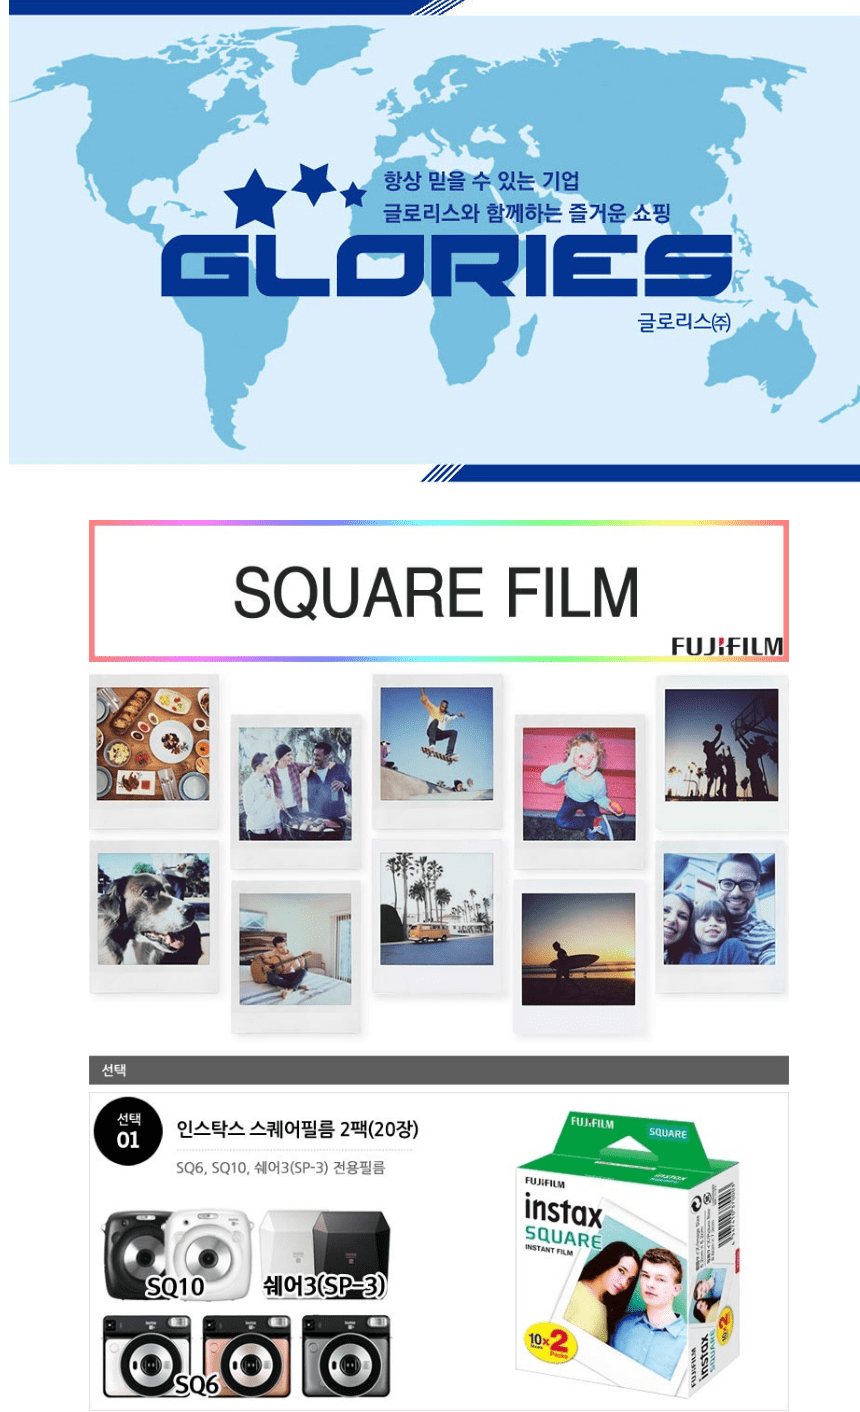 항상 믿을 수 있는 기업
글로리스와 함께하는 즐거운 쇼핑
GLORIES
글로리스㈜
SQUARE FILM
FUJIFILM
선택
선택
01
인스탁스 스퀘어필름 2팩(20장)
SQ6, SQ10, 쉐어3(SP-3) 전용필름
SQ10
쉐어3(SP-3)
SQ6
FUJIFILM
SQUARE
FUJIFILM
instax
SQUARE
INSTANT FILM
10×2
Packs
instax
SQUARE
FUJIFILM
10×2